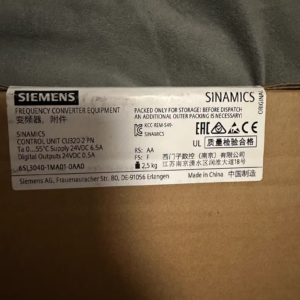 SIEMENS
SINAMICS
FREQUENCY CONVERTER EQUIPMENT
变频器，附件
PACKED ONLY FOR STORAGE! BEFORE DISPATCH
AN ADDITIONAL OUTER PACKING IS NECESSARY!
ORIGINAL
SINAMICS
CONTROL UNIT CU320-2 PN
Ta 0...55°C Supply 24VDC 6.5A
Digital Outputs 24VDC 0.5A
6SL3040-1MA01-0AA0
SINAMICS
EAC
UL
质量检验合格
RS: AA
FS: F
2,5 kg
西门子数控（南京）有限公司
Siemens AG, Frauenauracher Str. 80, DE-91056 Erlangen
Made in China 中国制造